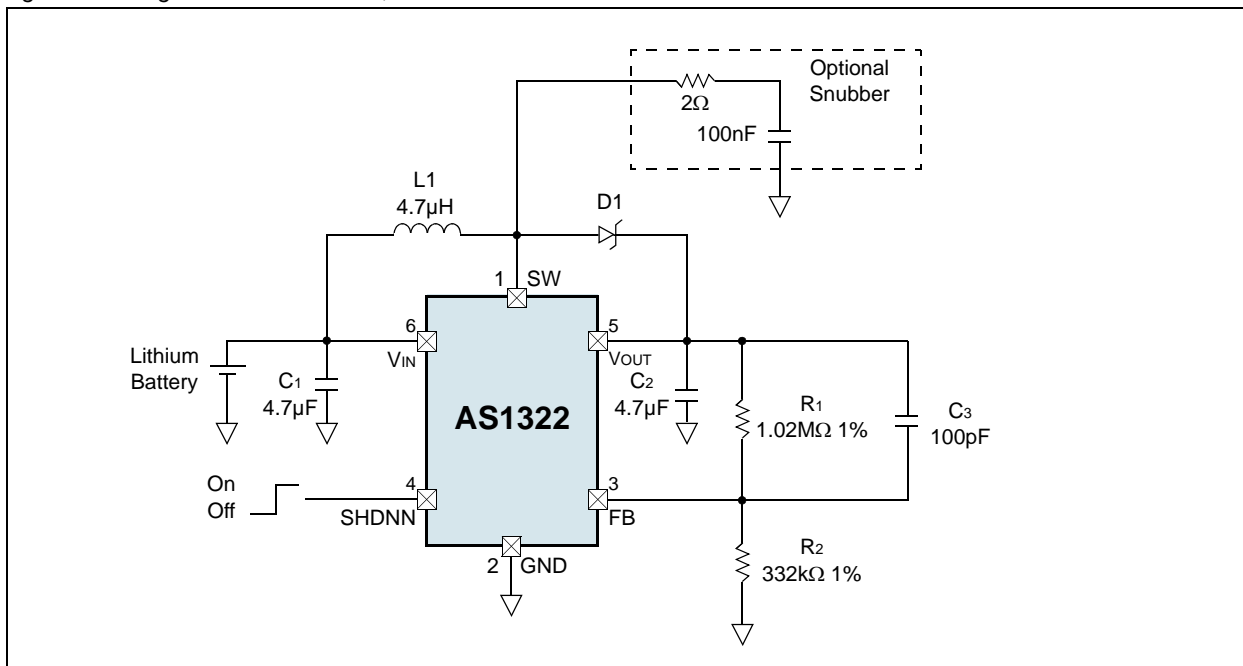 Optional
Snubber
2Ω
100nF
L1
4.7µH
D1
1 SW
6
VIN
5
VOUT
Lithium
Battery
C1
4.7µF
C2
4.7µF
AS1322
R1
1.02MΩ 1%
C3
100pF
On
Off
4
SHDNN
3
FB
2 GND
R2
332kΩ 1%